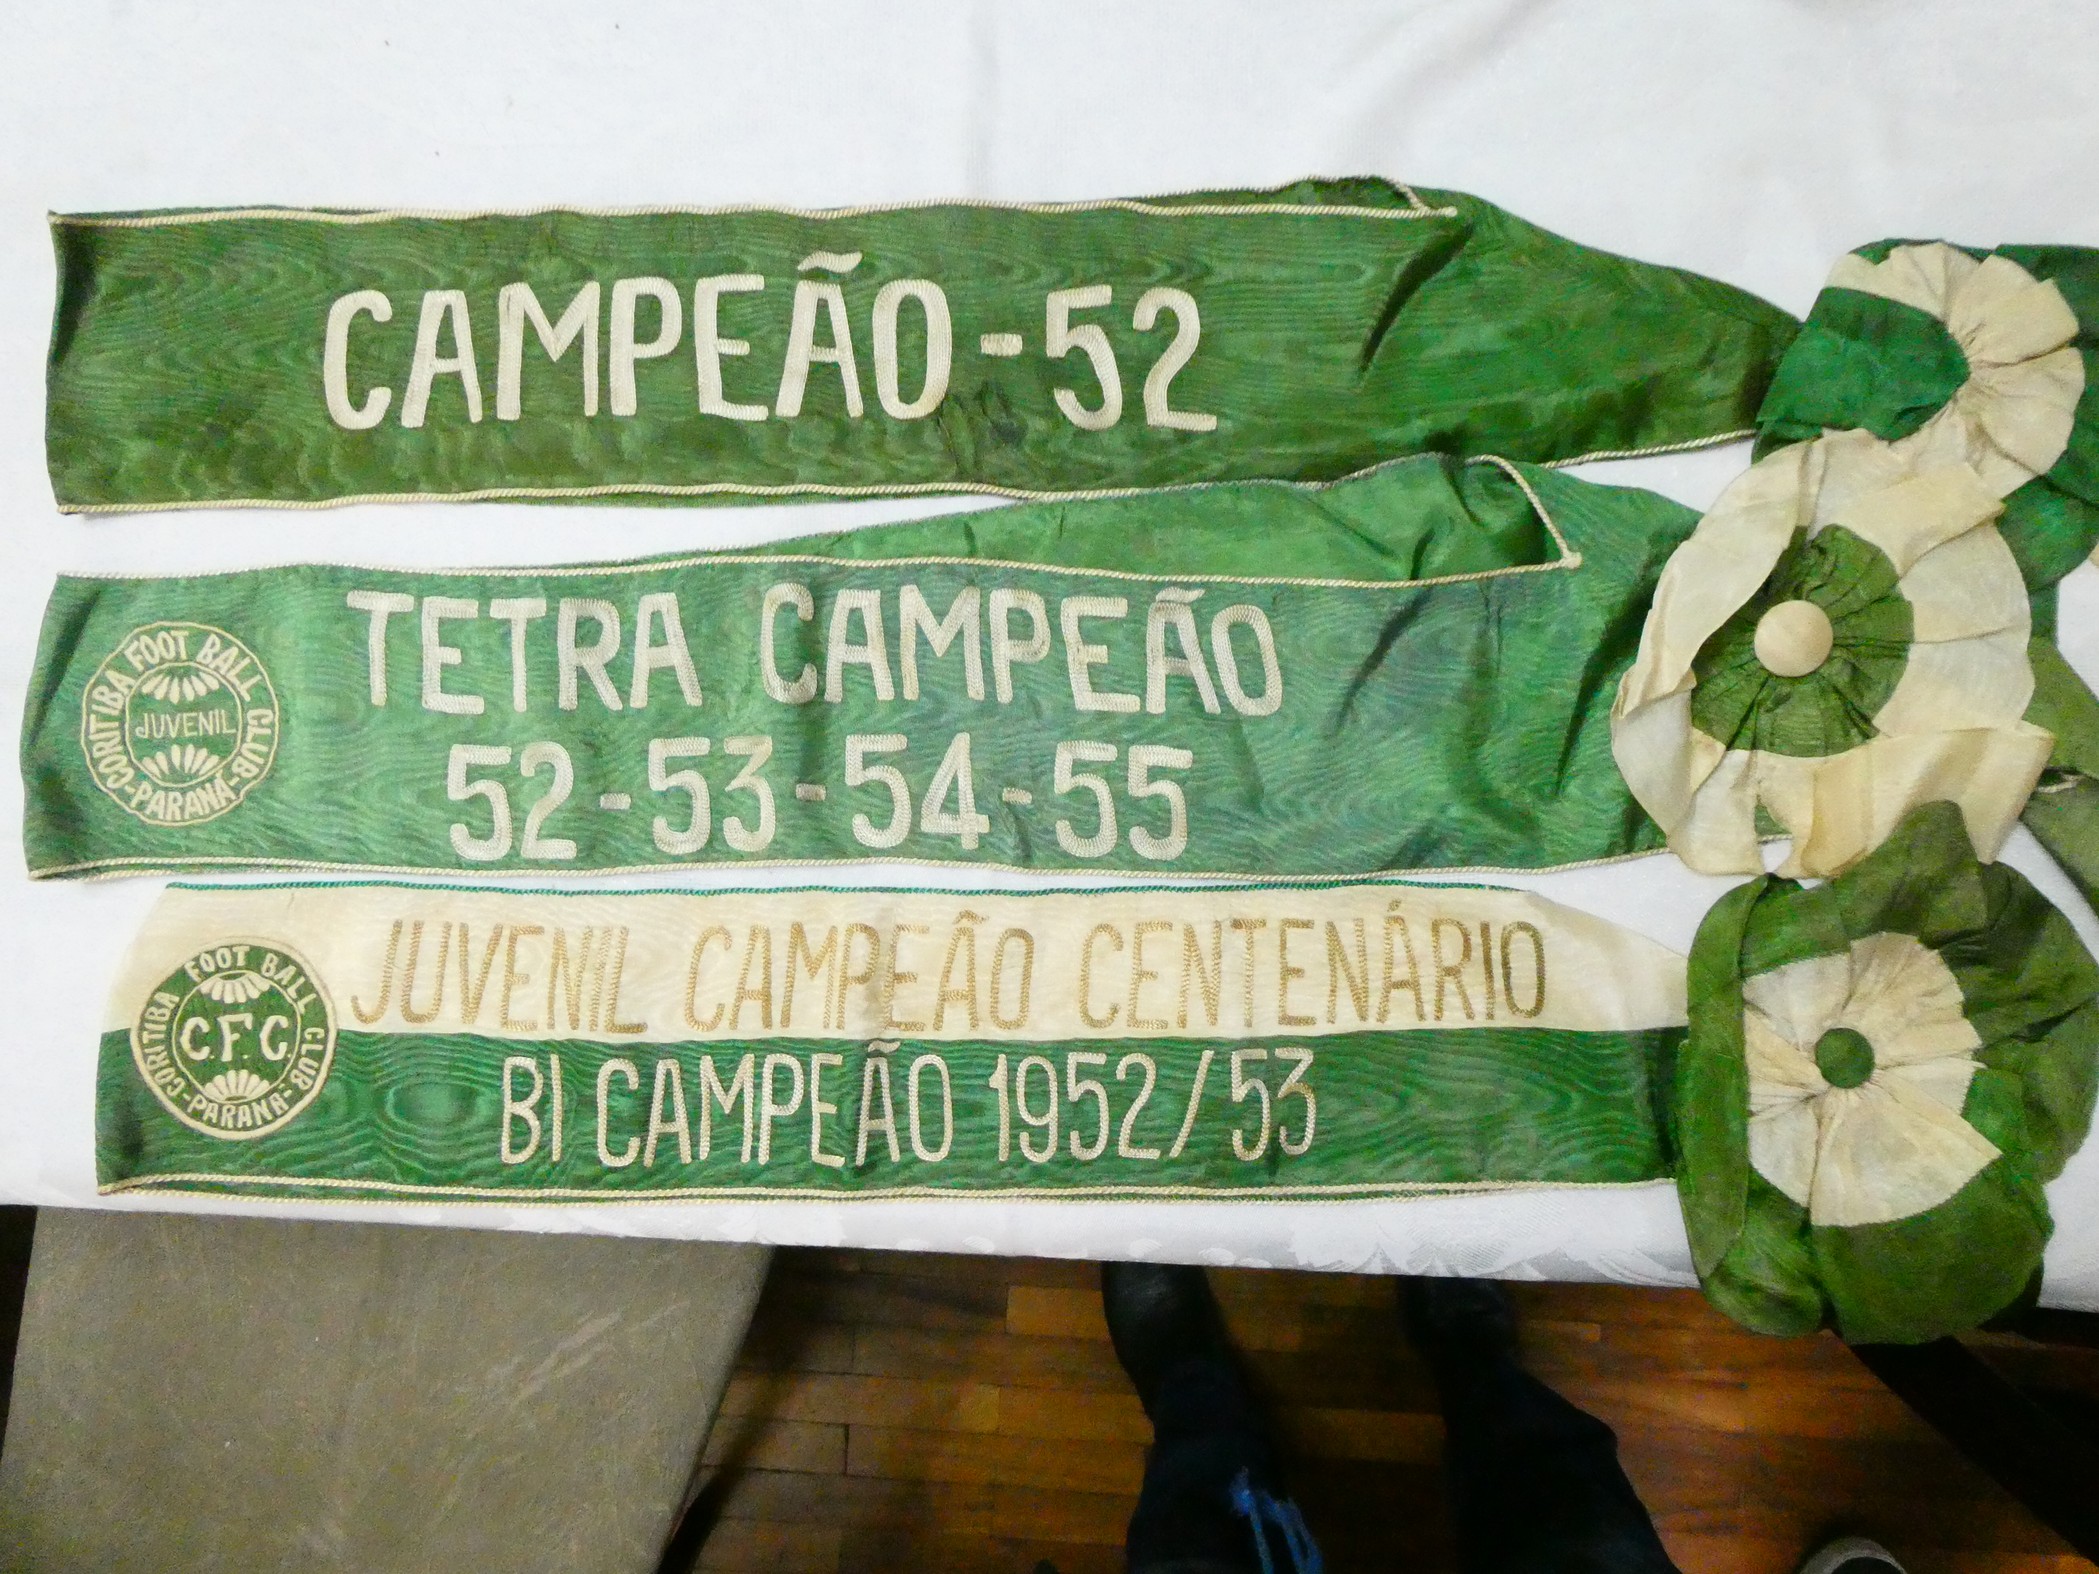 CAMPEÃO - 52
TETRA CAMPEÃO
52 - 53 - 54 - 55
CORITIBA FOOT BALL CLUB - PARANÁ -
JUVENIL
JUVENIL CAMPEÃO CENTENÁRIO
BI CAMPEÃO 1952/53
CORITIBA FOOT BALL CLUB - PARANA -
C.F.C.